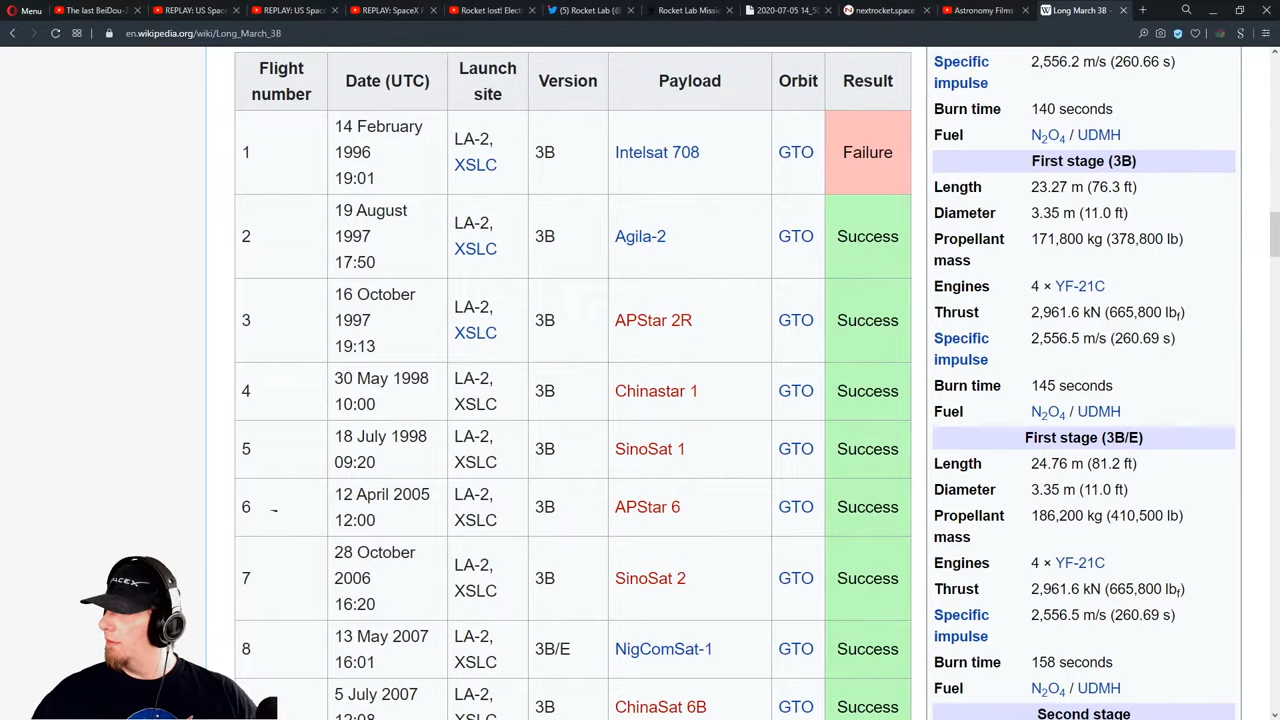 Menu
The last BeiDou-
REPLAY: US Spac
REPLAY: US Spac
REPLAY: SpaceX F
Rocket lost! Elect
(5) Rocket Lab (@
Rocket Lab Missio
2020-07-05 14_5
nextrocket.space
Astronomy Films
Long March 3B -
en.wikipedia.org/wiki/Long_March_3B
Flight number Date (UTC) Launch site Version Payload Orbit Result
1 14 February 1996 19:01 LA-2, XSLC 3B Intelsat 708 GTO Failure
2 19 August 1997 17:50 LA-2, XSLC 3B Agila-2 GTO Success
3 16 October 1997 19:13 LA-2, XSLC 3B APStar 2R GTO Success
4 30 May 1998 10:00 LA-2, XSLC 3B Chinastar 1 GTO Success
5 18 July 1998 09:20 LA-2, XSLC 3B SinoSat 1 GTO Success
6 12 April 2005 12:00 LA-2, XSLC 3B APStar 6 GTO Success
7 28 October 2006 16:20 LA-2, XSLC 3B SinoSat 2 GTO Success
8 13 May 2007 16:01 LA-2, XSLC 3B/E NigComSat-1 GTO Success
5 July 2007 12:08 LA-2, 3B ChinaSat 6B GTO Success
Specific impulse 2,556.2 m/s (260.66 s)
Burn time 140 seconds
Fuel N2O4 / UDMH
First stage (3B)
Length 23.27 m (76.3 ft)
Diameter 3.35 m (11.0 ft)
Propellant mass 171,800 kg (378,800 lb)
Engines 4 × YF-21C
Thrust 2,961.6 kN (665,800 lbf)
Specific impulse 2,556.5 m/s (260.69 s)
Burn time 145 seconds
Fuel N2O4 / UDMH
First stage (3B/E)
Length 24.76 m (81.2 ft)
Diameter 3.35 m (11.0 ft)
Propellant mass 186,200 kg (410,500 lb)
Engines 4 × YF-21C
Thrust 2,961.6 kN (665,800 lbf)
Specific impulse 2,556.5 m/s (260.69 s)
Burn time 158 seconds
Fuel N2O4 / UDMH
Second stage